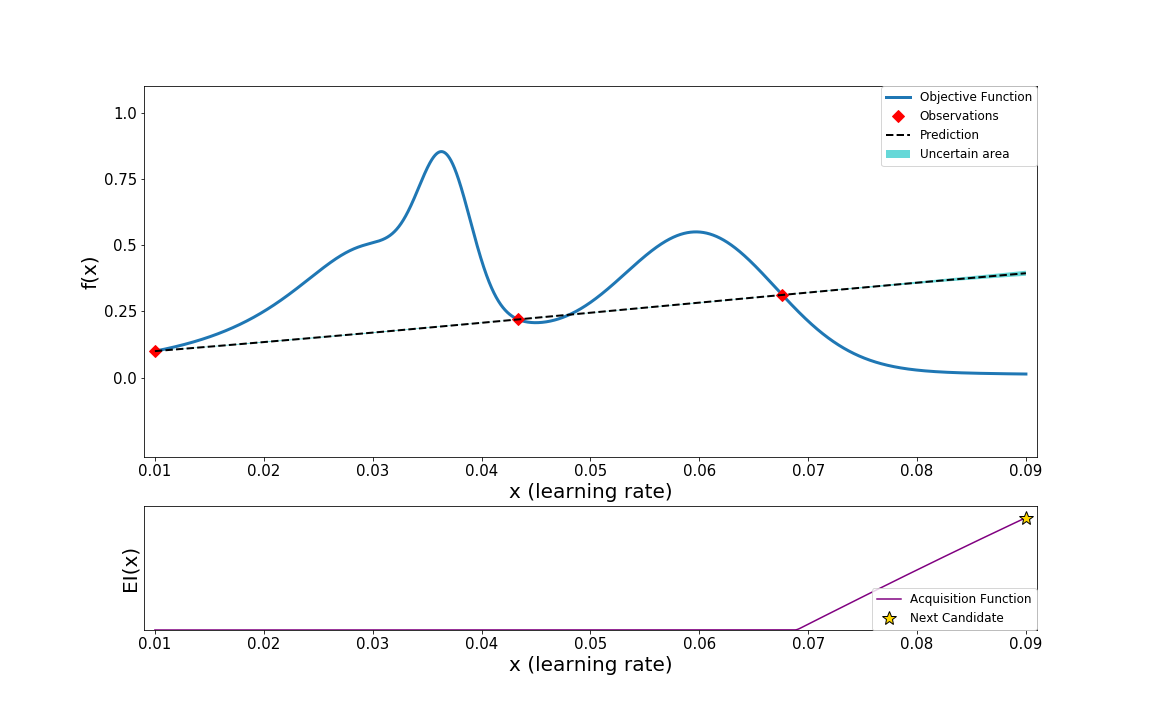 Objective Function
Observations
Prediction
Uncertain area
1.0
0.75
0.5
0.25
0.0
f(x)
0.01 0.02 0.03 0.04 0.05 0.06 0.07 0.08 0.09
x (learning rate)
EI(x)
Acquisition Function
Next Candidate
0.01 0.02 0.03 0.04 0.05 0.06 0.07 0.08 0.09
x (learning rate)